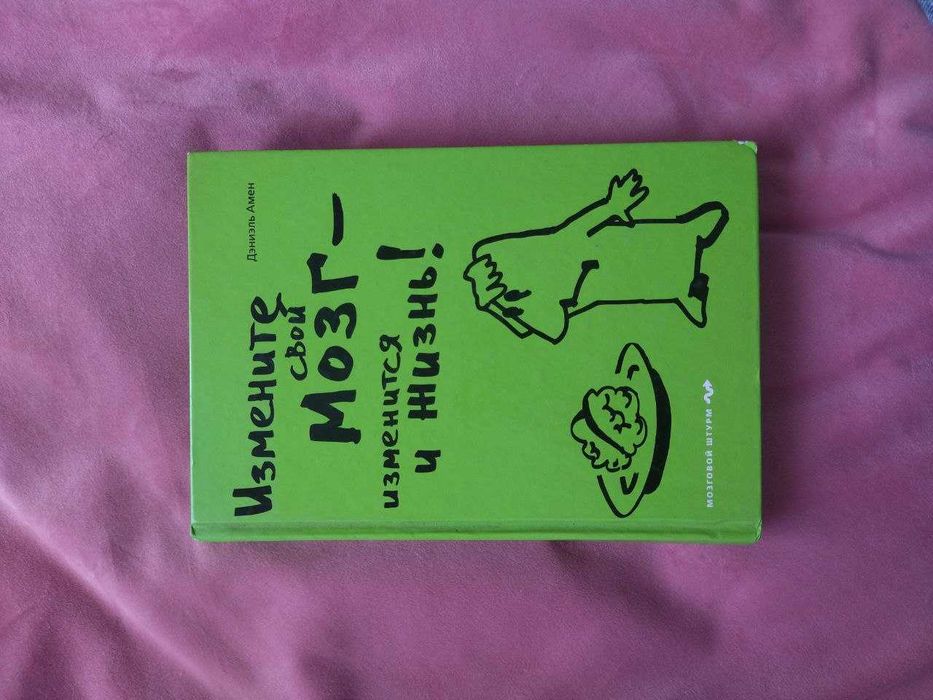 Дэниэль Амен
Измените
свой
мозг –
изменится
и жизнь!
МОЗГОВОЙ ШТУРМ